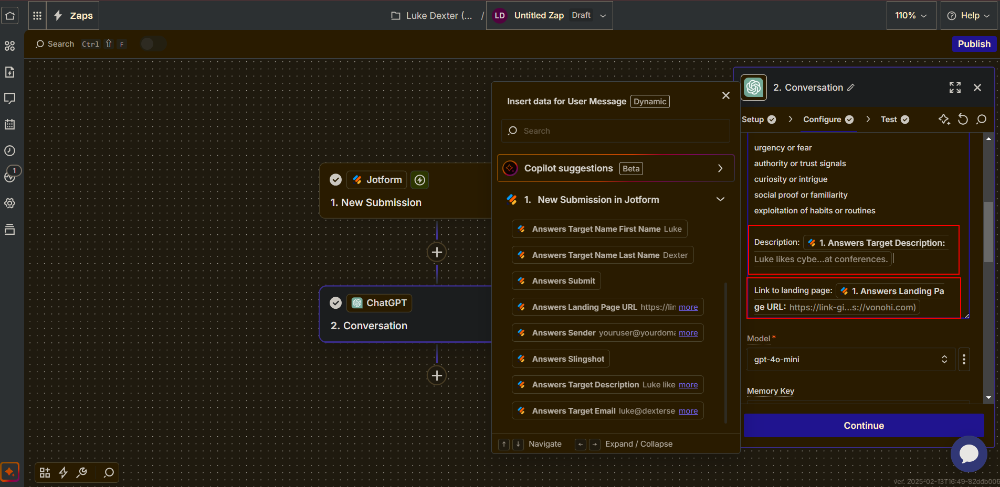 Zaps
Luke Dexter (...
/
LD
Untitled Zap
Draft
110%
Help
Search
Ctrl
F
Publish
1
Jotform
1. New Submission
ChatGPT
2. Conversation
Insert data for User Message
Dynamic
Search
Copilot suggestions
Beta
1. New Submission in Jotform
Answers Target Name First Name Luke
Answers Target Name Last Name Dexter
Answers Submit
Answers Landing Page URL https://lin more
Answers Sender youruser@yourdoma more
Answers Slingshot
Answers Target Description Luke like more
Answers Target Email luke@dexterse more
Navigate
Expand / Collapse
2. Conversation
Setup
Configure
Test
urgency or fear
authority or trust signals
curiosity or intrigue
social proof or familiarity
exploitation of habits or routines
Description: 1. Answers Target Description:
Luke likes cybe...at conferences.
Link to landing page: 1. Answers Landing Pa
ge URL: https://link-gi...s://vonohi.com)
Model *
gpt-4o-mini
Memory Key
Continue
ver. 2025-02-13T16:49-82ddb006